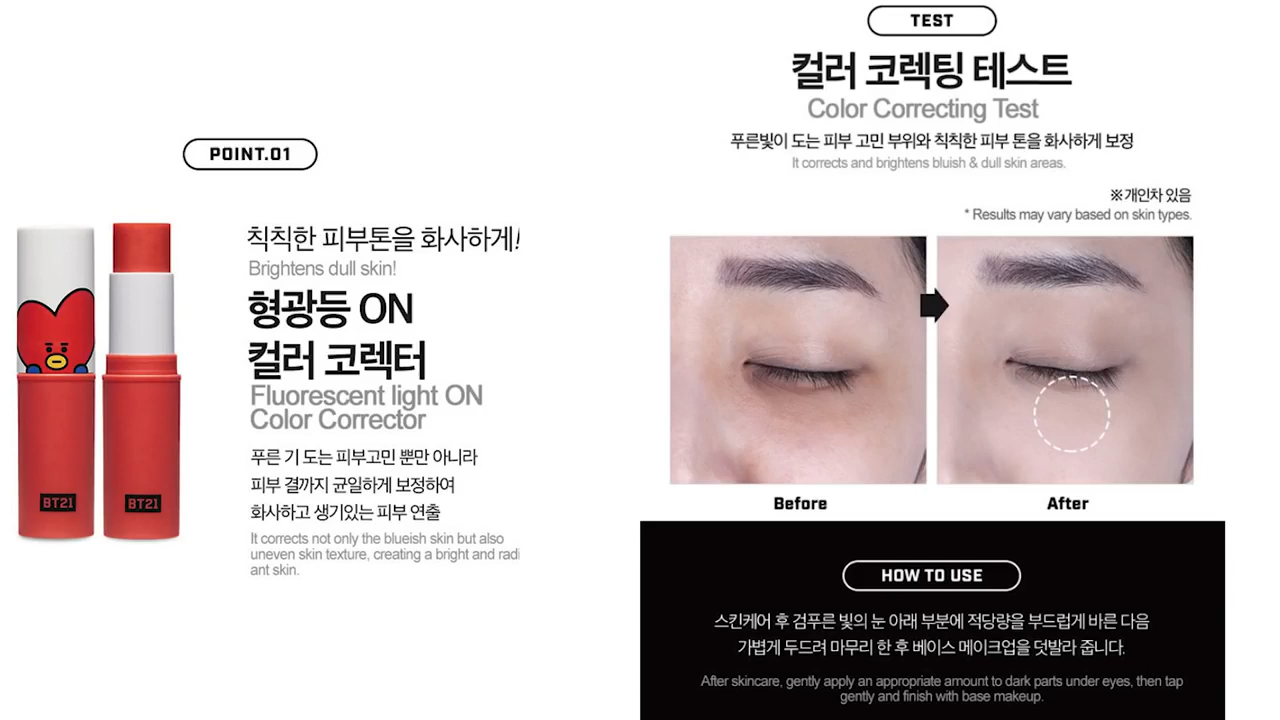 POINT.01
칙칙한 피부톤을 화사하게!
Brightens dull skin!
형광등 ON
컬러 코렉터
Fluorescent light ON
Color Corrector
푸른 기 도는 피부고민 뿐만 아니라
피부 결까지 균일하게 보정하여
화사하고 생기있는 피부 연출
It corrects not only the blueish skin but also
uneven skin texture, creating a bright and radi
ant skin.
BT21
BT21
TEST
컬러 코렉팅 테스트
Color Correcting Test
푸른빛이 도는 피부 고민 부위와 칙칙한 피부 톤을 화사하게 보정
It corrects and brightens bluish & dull skin areas.
※개인차 있음
* Results may vary based on skin types.
Before
After
HOW TO USE
스킨케어 후 검푸른 빛의 눈 아래 부분에 적당량을 부드럽게 바른 다음
가볍게 두드려 마무리 한 후 베이스 메이크업을 덧발라 줍니다.
After skincare, gently apply an appropriate amount to dark parts under eyes, then tap
gently and finish with base makeup.